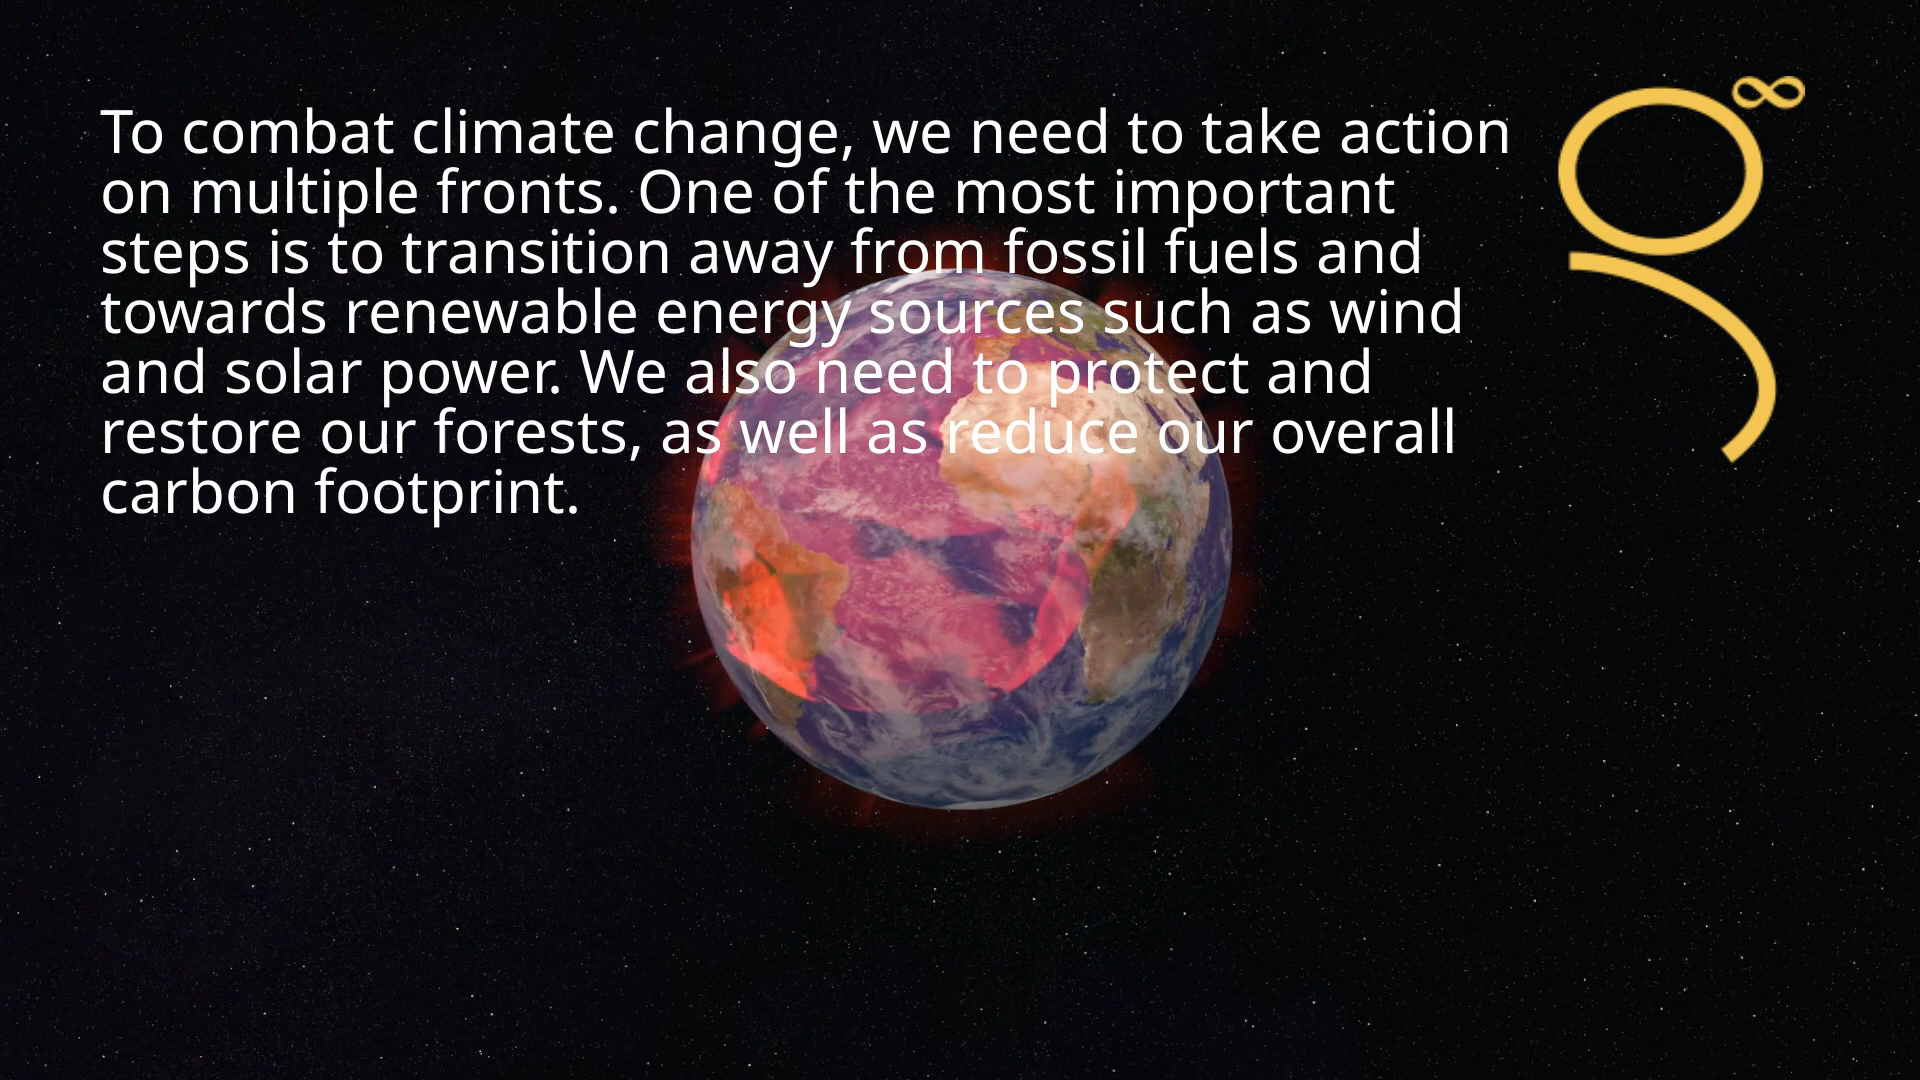 To combat climate change, we need to take action
on multiple fronts. One of the most important
steps is to transition away from fossil fuels and
towards renewable energy sources such as wind
and solar power. We also need to protect and
restore our forests, as well as reduce our overall
carbon footprint.